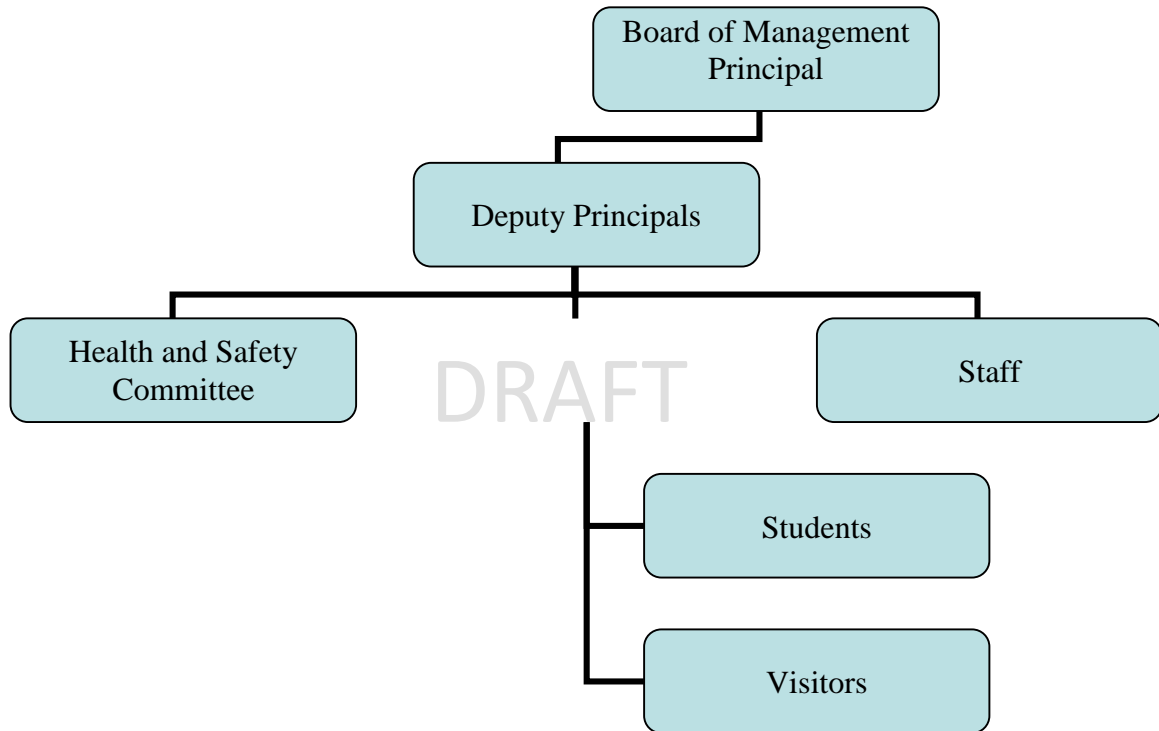 Board of Management
Principal
Deputy Principals
Health and Safety
Committee
Staff
DRAFT
Students
Visitors